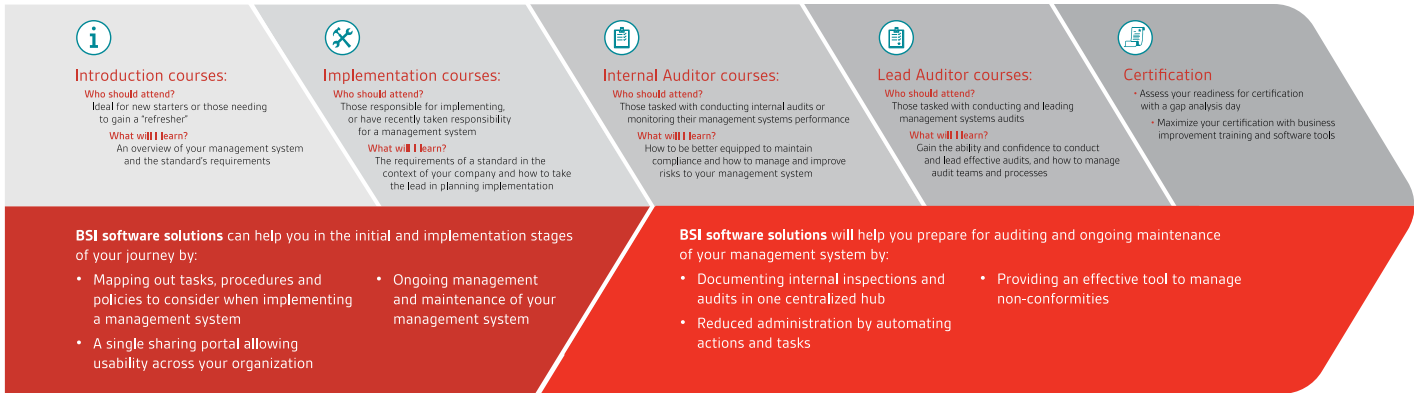 Introduction courses:
Who should attend?
Ideal for new starters or those needing
to gain a “refresher”
What will I learn?
An overview of your management system
and the standard’s requirements
Implementation courses:
Who should attend?
Those responsible for implementing,
or have recently taken responsibility
for a management system
What will I learn?
The requirements of a standard in the
context of your company and how to take
the lead in planning implementation
Internal Auditor courses:
Who should attend?
Those tasked with conducting internal audits or
monitoring their management systems performance
What will I learn?
How to be better equipped to maintain
compliance and how to manage and improve
risks to your management system
Lead Auditor courses:
Who should attend?
Those tasked with conducting and leading
management systems audits
What will I learn?
Gain the ability and confidence to conduct
and lead effective audits, and how to manage
audit teams and processes
Certification
• Assess your readiness for certification
with a gap analysis day
• Maximize your certification with business
improvement training and software tools
BSI software solutions can help you in the initial and implementation stages
of your journey by:
• Mapping out tasks, procedures and
policies to consider when implementing
a management system
• A single sharing portal allowing
usability across your organization
• Ongoing management
and maintenance of your
management system
BSI software solutions will help you prepare for auditing and ongoing maintenance
of your management system by:
• Documenting internal inspections and
audits in one centralized hub
• Reduced administration by automating
actions and tasks
• Providing an effective tool to manage
non-conformities